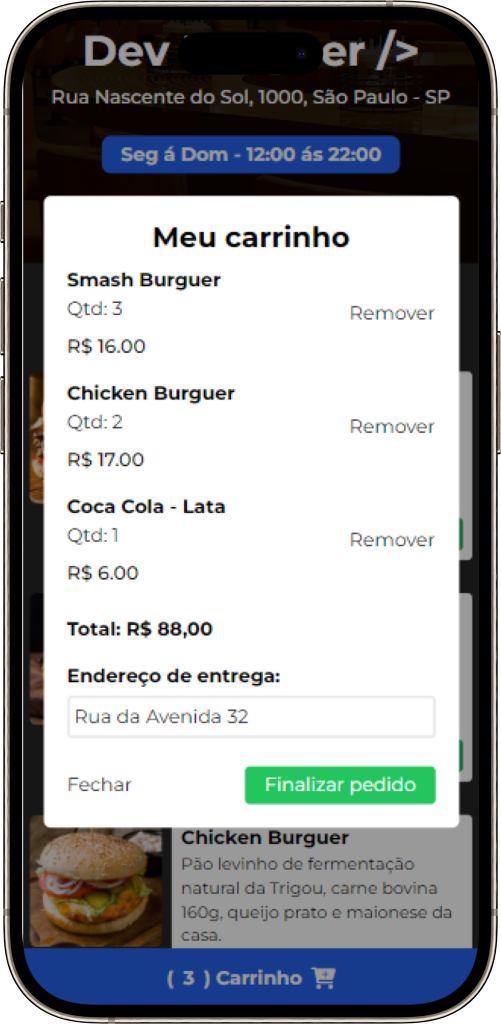 Dev er />
Rua Nascente do Sol, 1000, São Paulo - SP
Seg á Dom - 12:00 ás 22:00
Meu carrinho
Smash Burguer
Qtd: 3
Remover
R$ 16.00
Chicken Burguer
Qtd: 2
Remover
R$ 17.00
Coca Cola - Lata
Qtd: 1
Remover
R$ 6.00
Total: R$ 88,00
Endereço de entrega:
Rua da Avenida 32
Fechar
Finalizar pedido
Chicken Burguer
Pão levinho de fermentação
natural da Trigou, carne bovina
160g, queijo prato e maionese da
casa.
( 3 ) Carrinho